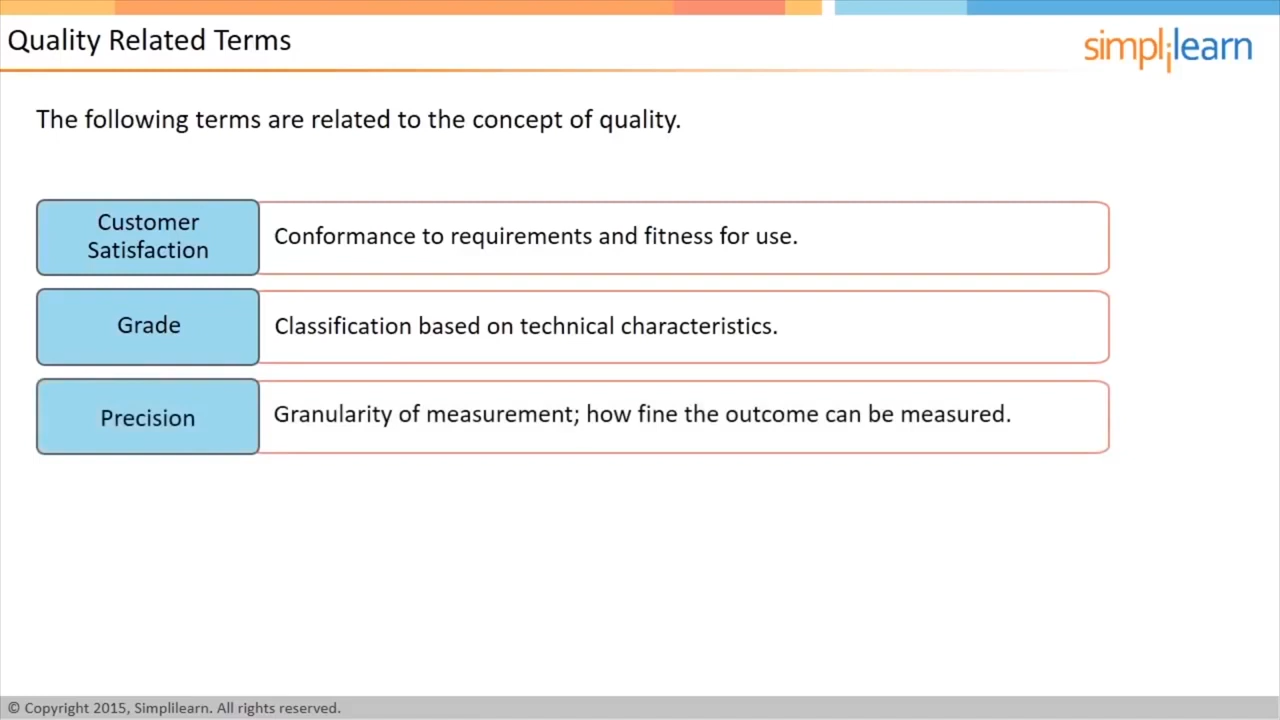 Quality Related Terms
simplilearn
The following terms are related to the concept of quality.
Customer
Satisfaction
Conformance to requirements and fitness for use.
Grade
Classification based on technical characteristics.
Precision
Granularity of measurement; how fine the outcome can be measured.
© Copyright 2015, Simplilearn. All rights reserved.